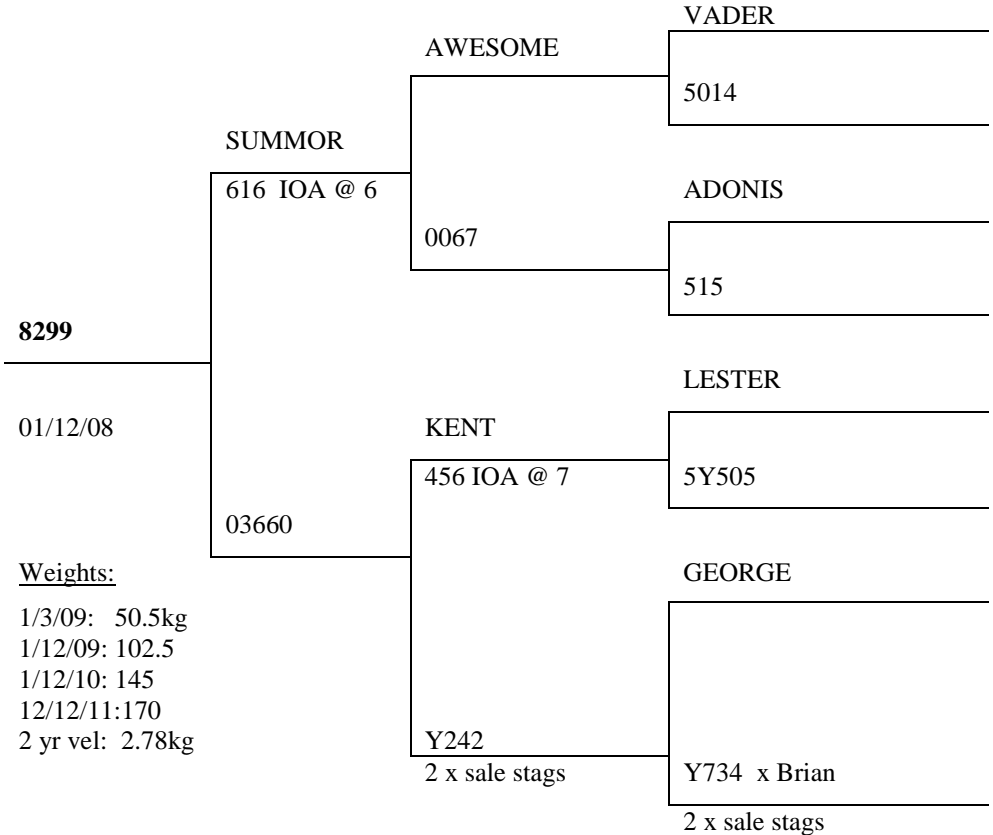 VADER
AWESOME
5014
SUMMOR
616 IOA @ 6
ADONIS
0067
515
8299
LESTER
01/12/08
KENT
456 IOA @ 7
5Y505
03660
Weights:
GEORGE
1/3/09: 50.5kg
1/12/09: 102.5
1/12/10: 145
12/12/11:170
2 yr vel: 2.78kg
Y242
2 x sale stags
Y734 x Brian
2 x sale stags